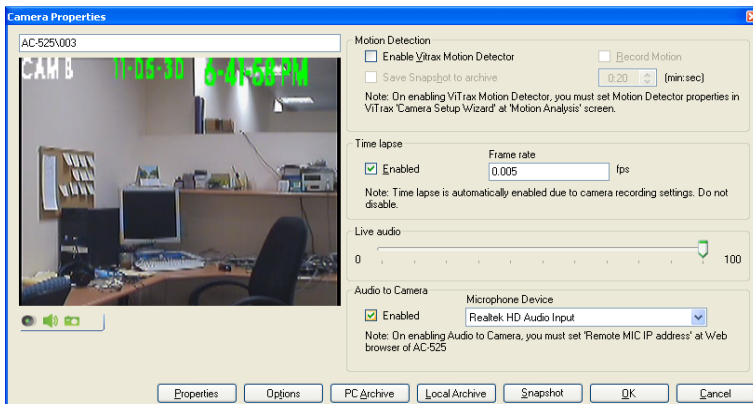 Camera Properties
AC-525\003
CAM B 11-05-30 6-41-58 PM
Motion Detection
Enable Vitrax Motion Detector
Record Motion
Save Snapshot to archive
0:20 (min:sec)
Note: On enabling ViTrax Motion Detector, you must set Motion Detector properties in
ViTrax 'Camera Setup Wizard' at 'Motion Analysis' screen.
Time lapse
Frame rate
Enabled
0.005
fps
Note: Time lapse is automatically enabled due to camera recording settings. Do not
disable.
Live audio
0
100
Audio to Camera
Microphone Device
Enabled
Realtek HD Audio Input
Note: On enabling Audio to Camera, you must set 'Remote MIC IP address' at Web
browser of AC-525
Properties
Options
PC Archive
Local Archive
Snapshot
OK
Cancel